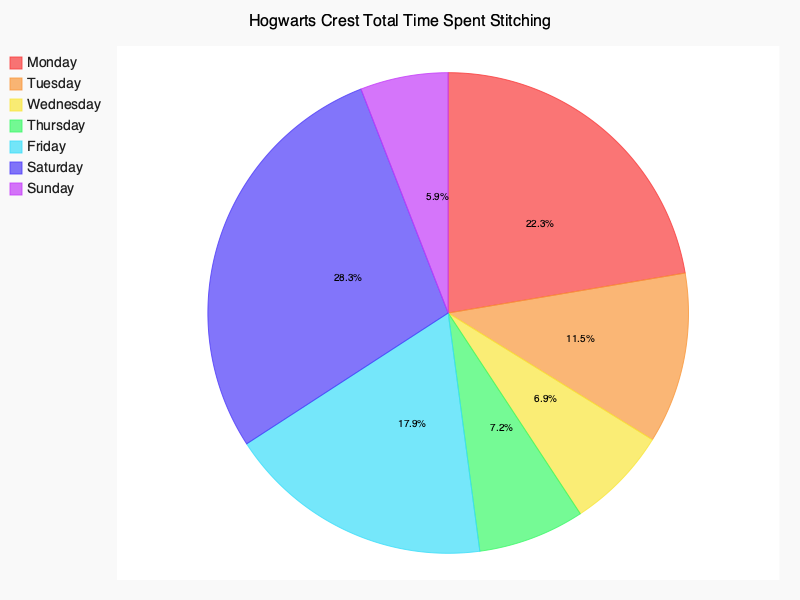 Hogwarts Crest Total Time Spent Stitching
Monday
Tuesday
Wednesday
Thursday
Friday
Saturday
Sunday
5.9%
22.3%
28.3%
11.5%
6.9%
17.9%
7.2%